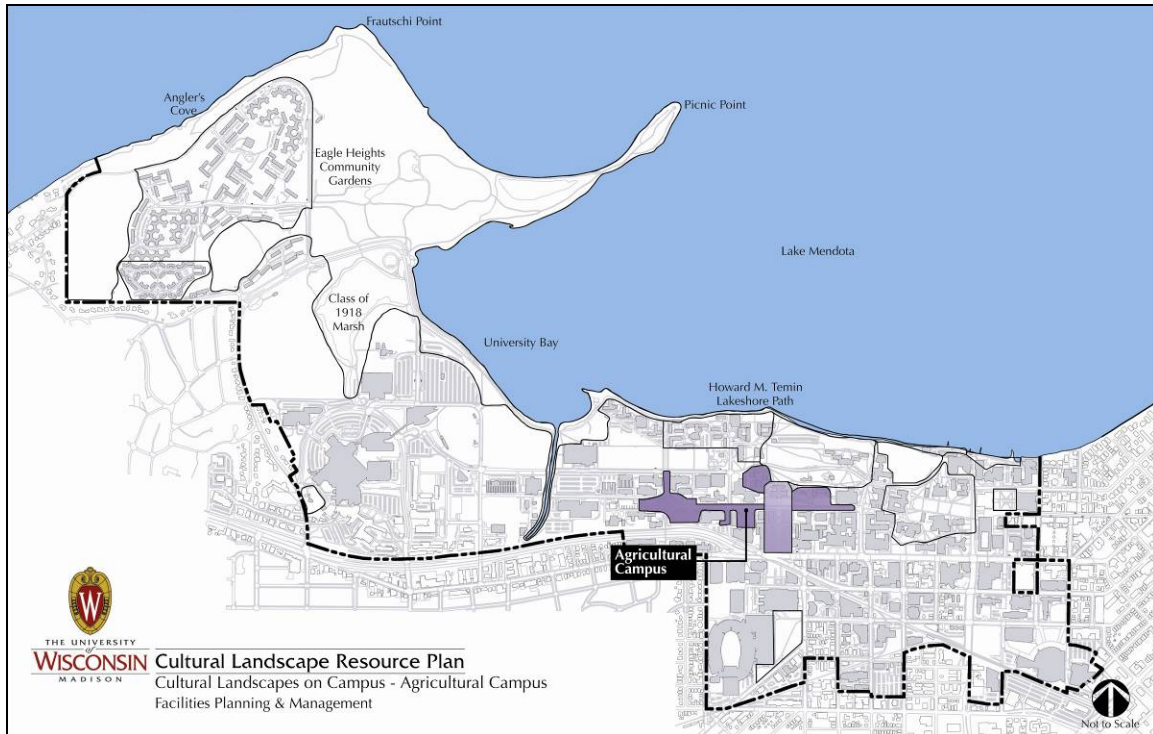 Frautschi Point
Angler's
Cove
Picnic Point
Eagle Heights
Community
Gardens
Lake Mendota
Class of
1918
Marsh
University Bay
Howard M. Temin
Lakeshore Path
Agricultural
Campus
W
THE UNIVERSITY
of
WISCONSIN
MADISON
Cultural Landscape Resource Plan
Cultural Landscapes on Campus - Agricultural Campus
Facilities Planning & Management
Not to Scale